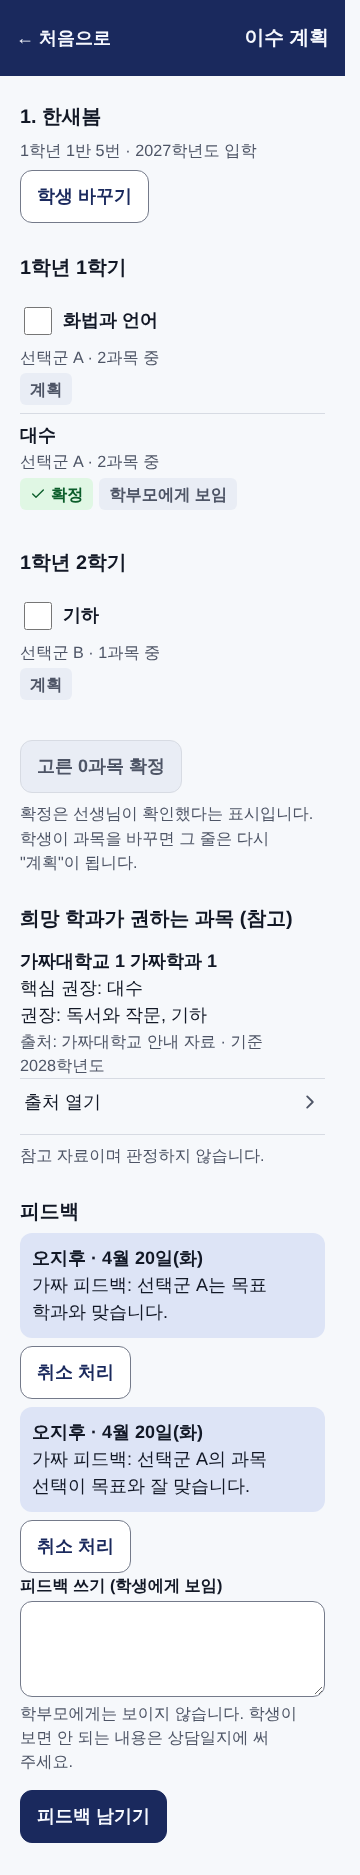 ← 처음으로
이수 계획
1. 한새봄
1학년 1반 5번 · 2027학년도 입학
학생 바꾸기
1학년 1학기
화법과 언어
선택군 A · 2과목 중
계획
대수
선택군 A · 2과목 중
✓ 확정
학부모에게 보임
1학년 2학기
기하
선택군 B · 1과목 중
계획
고른 0과목 확정
확정은 선생님이 확인했다는 표시입니다.
학생이 과목을 바꾸면 그 줄은 다시
"계획"이 됩니다.
희망 학과가 권하는 과목 (참고)
가짜대학교 1 가짜학과 1
핵심 권장: 대수
권장: 독서와 작문, 기하
출처: 가짜대학교 안내 자료 · 기준
2028학년도
출처 열기
참고 자료이며 판정하지 않습니다.
피드백
오지후 · 4월 20일(화)
가짜 피드백: 선택군 A는 목표
학과와 맞습니다.
취소 처리
오지후 · 4월 20일(화)
가짜 피드백: 선택군 A의 과목
선택이 목표와 잘 맞습니다.
취소 처리
피드백 쓰기 (학생에게 보임)
학부모에게는 보이지 않습니다. 학생이
보면 안 되는 내용은 상담일지에 써
주세요.
피드백 남기기